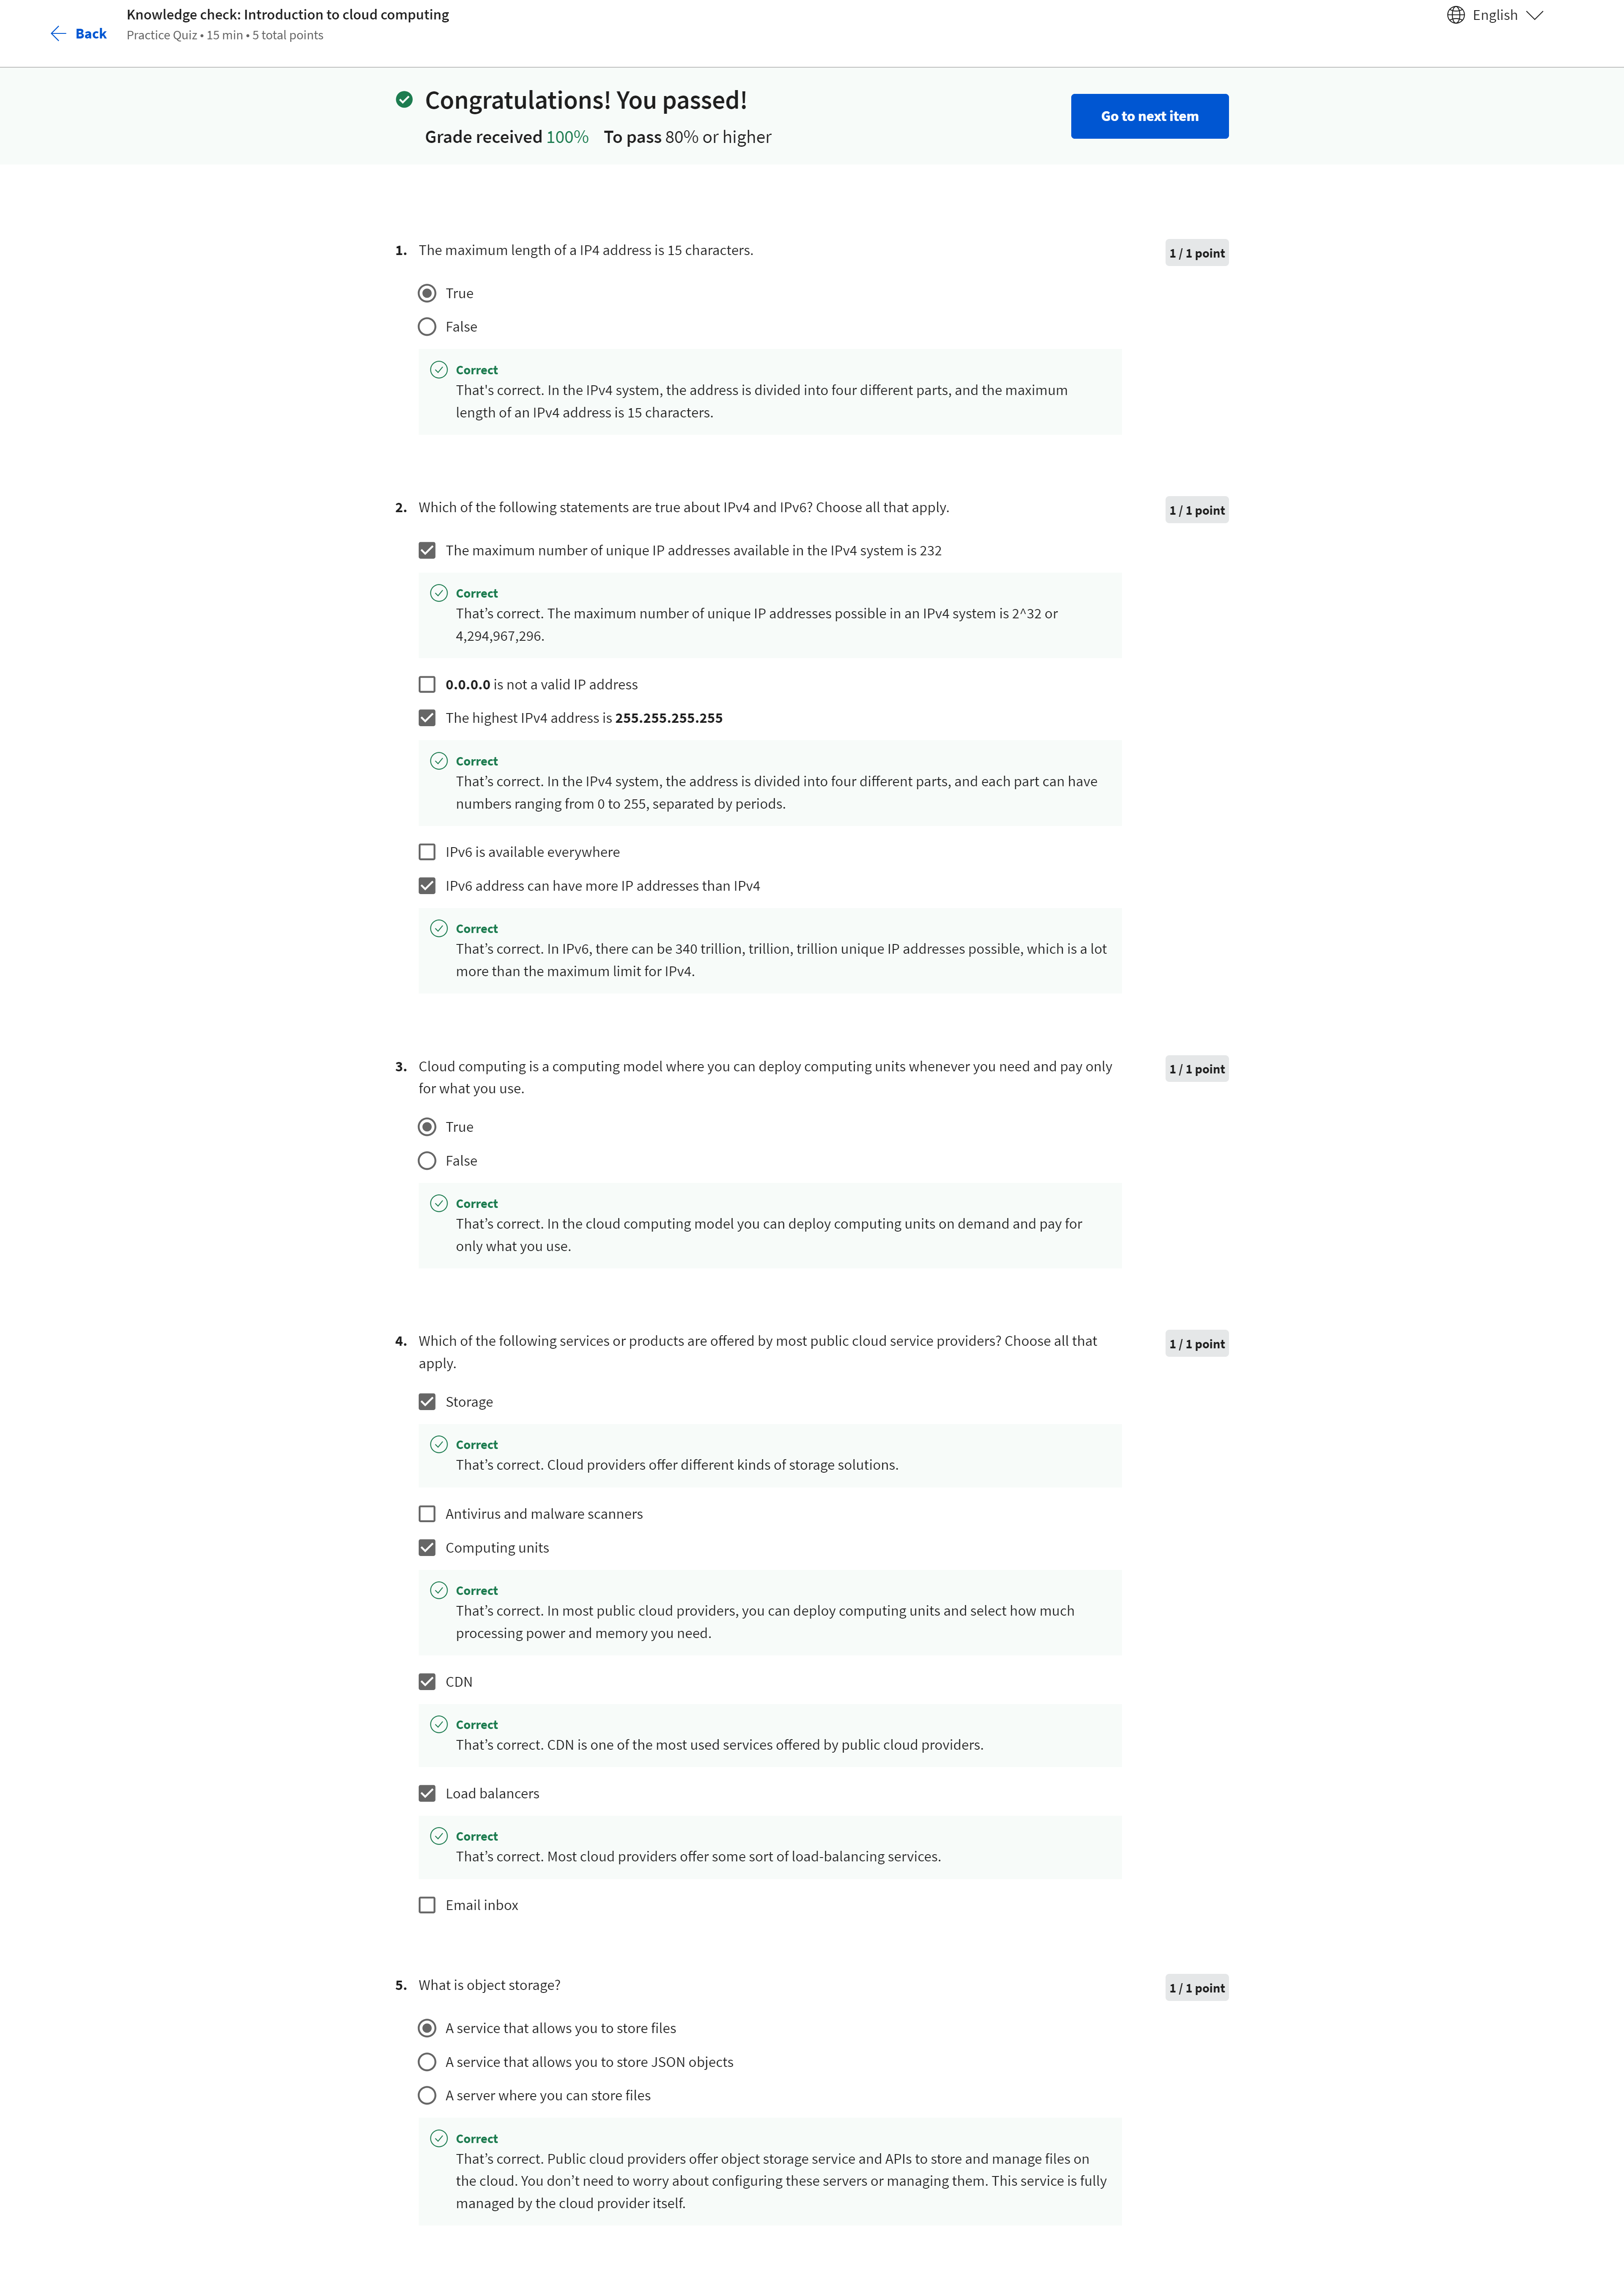 Back
Knowledge check: Introduction to cloud computing
Practice Quiz • 15 min • 5 total points
English
Congratulations! You passed!
Grade received 100% To pass 80% or higher
Go to next item
1. The maximum length of a IP4 address is 15 characters.
1 / 1 point
True
False
Correct
That's correct. In the IPv4 system, the address is divided into four different parts, and the maximum
length of an IPv4 address is 15 characters.
2. Which of the following statements are true about IPv4 and IPv6? Choose all that apply.
1 / 1 point
The maximum number of unique IP addresses available in the IPv4 system is 232
Correct
That’s correct. The maximum number of unique IP addresses possible in an IPv4 system is 2^32 or
4,294,967,296.
0.0.0.0 is not a valid IP address
The highest IPv4 address is 255.255.255.255
Correct
That’s correct. In the IPv4 system, the address is divided into four different parts, and each part can have
numbers ranging from 0 to 255, separated by periods.
IPv6 is available everywhere
IPv6 address can have more IP addresses than IPv4
Correct
That’s correct. In IPv6, there can be 340 trillion, trillion, trillion unique IP addresses possible, which is a lot
more than the maximum limit for IPv4.
3. Cloud computing is a computing model where you can deploy computing units whenever you need and pay only
for what you use.
1 / 1 point
True
False
Correct
That’s correct. In the cloud computing model you can deploy computing units on demand and pay for
only what you use.
4. Which of the following services or products are offered by most public cloud service providers? Choose all that
apply.
1 / 1 point
Storage
Correct
That’s correct. Cloud providers offer different kinds of storage solutions.
Antivirus and malware scanners
Computing units
Correct
That’s correct. In most public cloud providers, you can deploy computing units and select how much
processing power and memory you need.
CDN
Correct
That’s correct. CDN is one of the most used services offered by public cloud providers.
Load balancers
Correct
That’s correct. Most cloud providers offer some sort of load-balancing services.
Email inbox
5. What is object storage?
1 / 1 point
A service that allows you to store files
A service that allows you to store JSON objects
A server where you can store files
Correct
That’s correct. Public cloud providers offer object storage service and APIs to store and manage files on
the cloud. You don’t need to worry about configuring these servers or managing them. This service is fully
managed by the cloud provider itself.